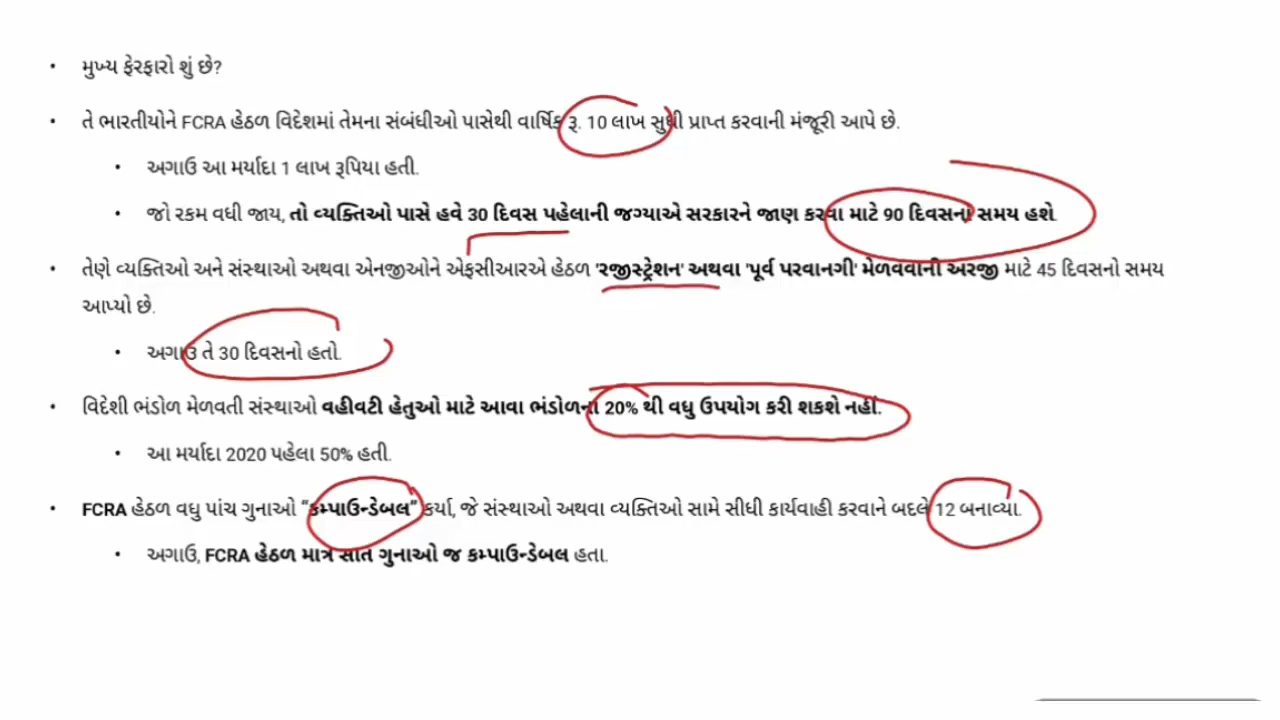 • મુખ્ય ફેરફારો શું છે?
• તે ભારતીયોને FCRA હેઠળ વિદેશમાં તેમના સંબંધીઓ પાસેથી વાર્ષિક રૂ. 10 લાખ સુધી પ્રાપ્ત કરવાની મંજૂરી આપે છે.
• અગાઉ આ મર્યાદા 1 લાખ રૂપિયા હતી.
• જો રકમ વધી જાય, તો વ્યક્તિઓ પાસે હવે 30 દિવસ પહેલાની જગ્યાએ સરકારને જાણ કરવા માટે 90 દિવસના સમય હશે.
• તેણે વ્યક્તિઓ અને સંસ્થાઓ અથવા એનજીઓને એફસીઆરએ હેઠળ 'રજીસ્ટ્રેશન' અથવા 'પૂર્વ પરવાનગી' મેળવવાની અરજી માટે 45 દિવસનો સમય
આપ્યો છે.
• અગાઉ તે 30 દિવસનો હતો.
• વિદેશી ભંડોળ મેળવતી સંસ્થાઓ વહીવટી હેતુઓ માટે આવા ભંડોળના 20% થી વધુ ઉપયોગ કરી શકશે નહીં.
• આ મર્યાદા 2020 પહેલા 50% હતી.
• FCRA હેઠળ વધુ પાંચ ગુનાઓ “કમ્પાઉન્ડેબલ” કર્યા, જે સંસ્થાઓ અથવા વ્યક્તિઓ સામે સીધી કાર્યવાહી કરવાને બદલે 12 બનાવ્યા.
• અગાઉ, FCRA હેઠળ માત્ર સાત ગુનાઓ જ કમ્પાઉન્ડેબલ હતા.